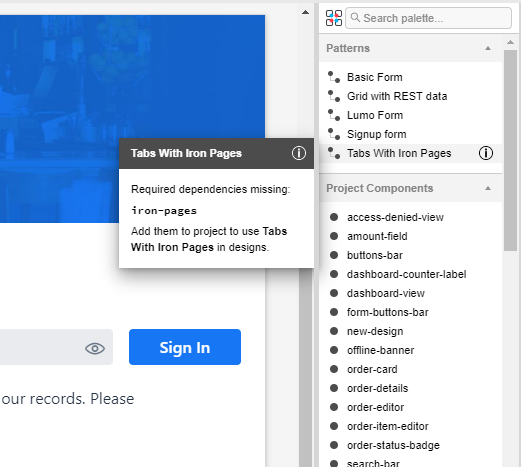 Search palette...
Patterns
Basic Form
Grid with REST data
Lumo Form
Signup form
Tabs With Iron Pages
Tabs With Iron Pages
Required dependencies missing:
iron-pages
Add them to project to use Tabs
With Iron Pages in designs.
Project Components
access-denied-view
amount-field
buttons-bar
dashboard-counter-label
dashboard-view
form-buttons-bar
new-design
offline-banner
order-card
order-details
order-editor
order-item-editor
order-status-badge
search-bar
Sign In
our records. Please